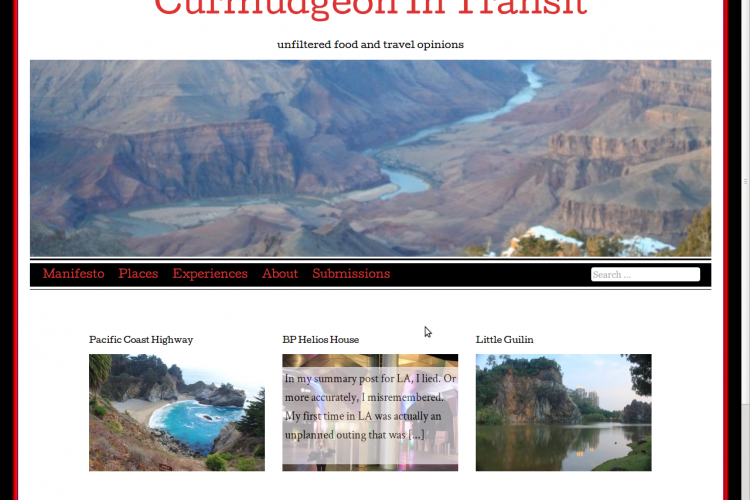 Curmudgeon In Transit
unfiltered food and travel opinions
Manifesto Places Experiences About Submissions Search ...
Pacific Coast Highway BP Helios House Little Guilin
In my summary post for LA, I lied. Or
more accurately, I misremembered.
My first time in LA was actually an
unplanned outing that was [...]